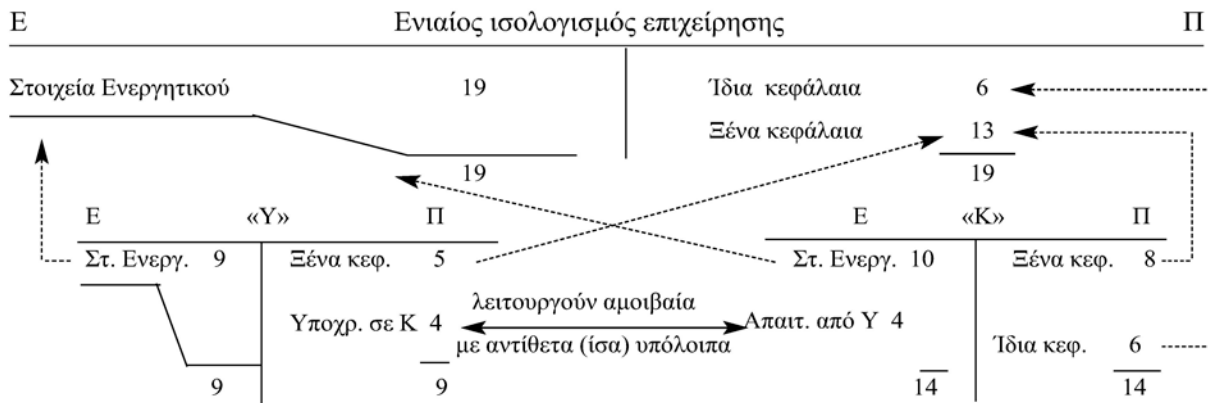 Ε Ενιαίος ισολογισμός επιχείρησης Π
Στοιχεία Ενεργητικού 19 Ίδια κεφάλαια 6
Ξένα κεφάλαια 13
19 19
Ε «Υ» Π Ε «Κ» Π
Στ. Ενεργ. 9 Ξένα κεφ. 5 Στ. Ενεργ. 10 Ξένα κεφ. 8
λειτουργούν αμοιβαία
Υποχρ. σε Κ 4 Απαιτ. από Υ 4
με αντίθετα (ίσα) υπόλοιπα Ίδια κεφ. 6
9 9 14 14